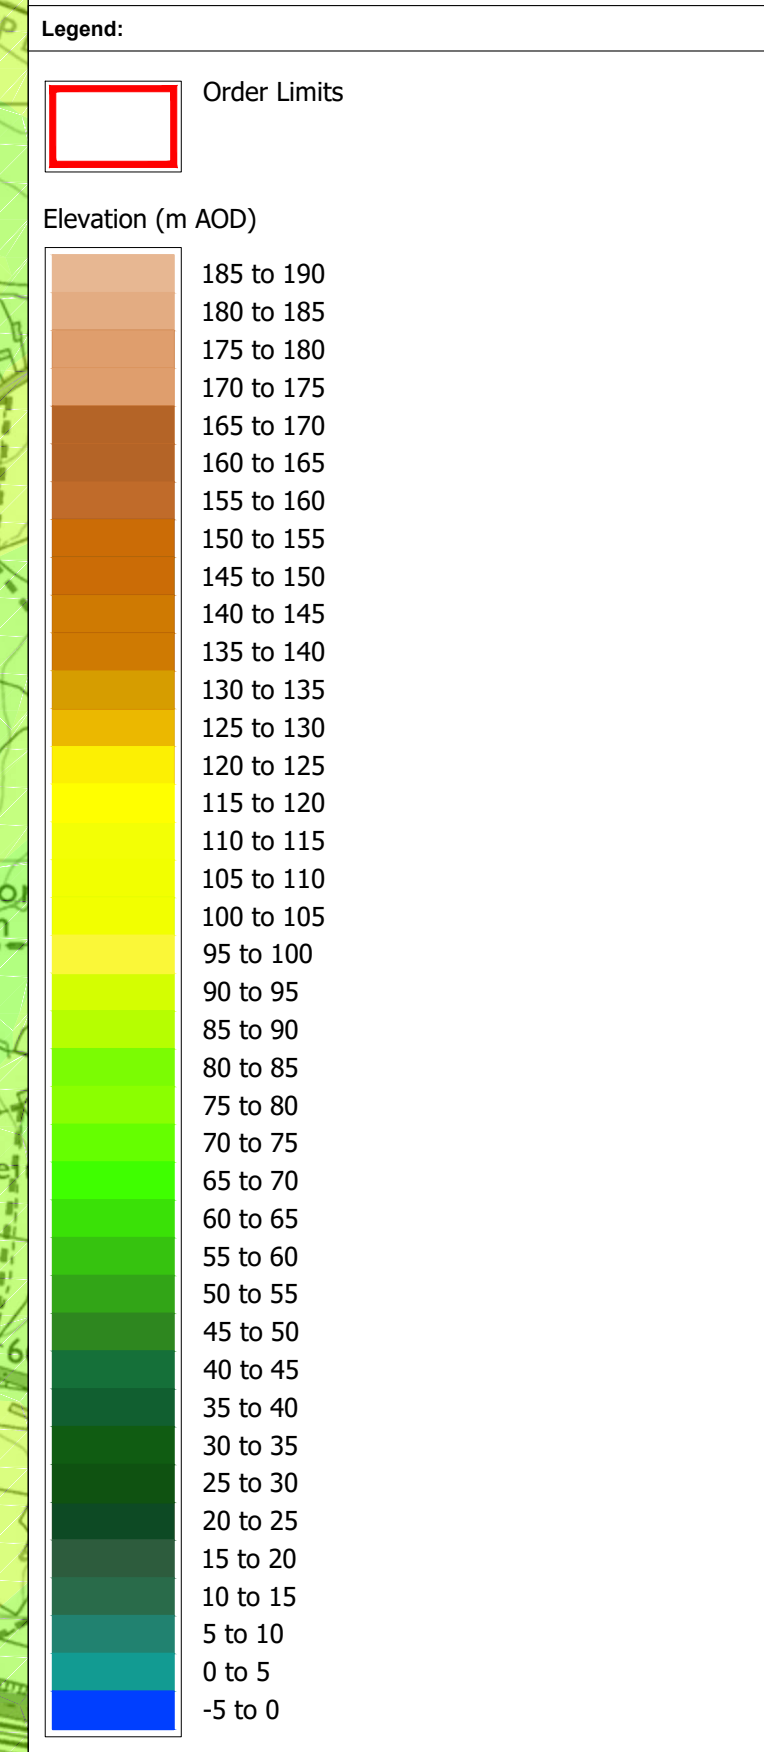 Legend:
Order Limits
Elevation (m AOD)
185 to 190
180 to 185
175 to 180
170 to 175
165 to 170
160 to 165
155 to 160
150 to 155
145 to 150
140 to 145
135 to 140
130 to 135
125 to 130
120 to 125
115 to 120
110 to 115
105 to 110
100 to 105
95 to 100
90 to 95
85 to 90
80 to 85
75 to 80
70 to 75
65 to 70
60 to 65
55 to 60
50 to 55
45 to 50
40 to 45
35 to 40
30 to 35
25 to 30
20 to 25
15 to 20
10 to 15
5 to 10
0 to 5
-5 to 0